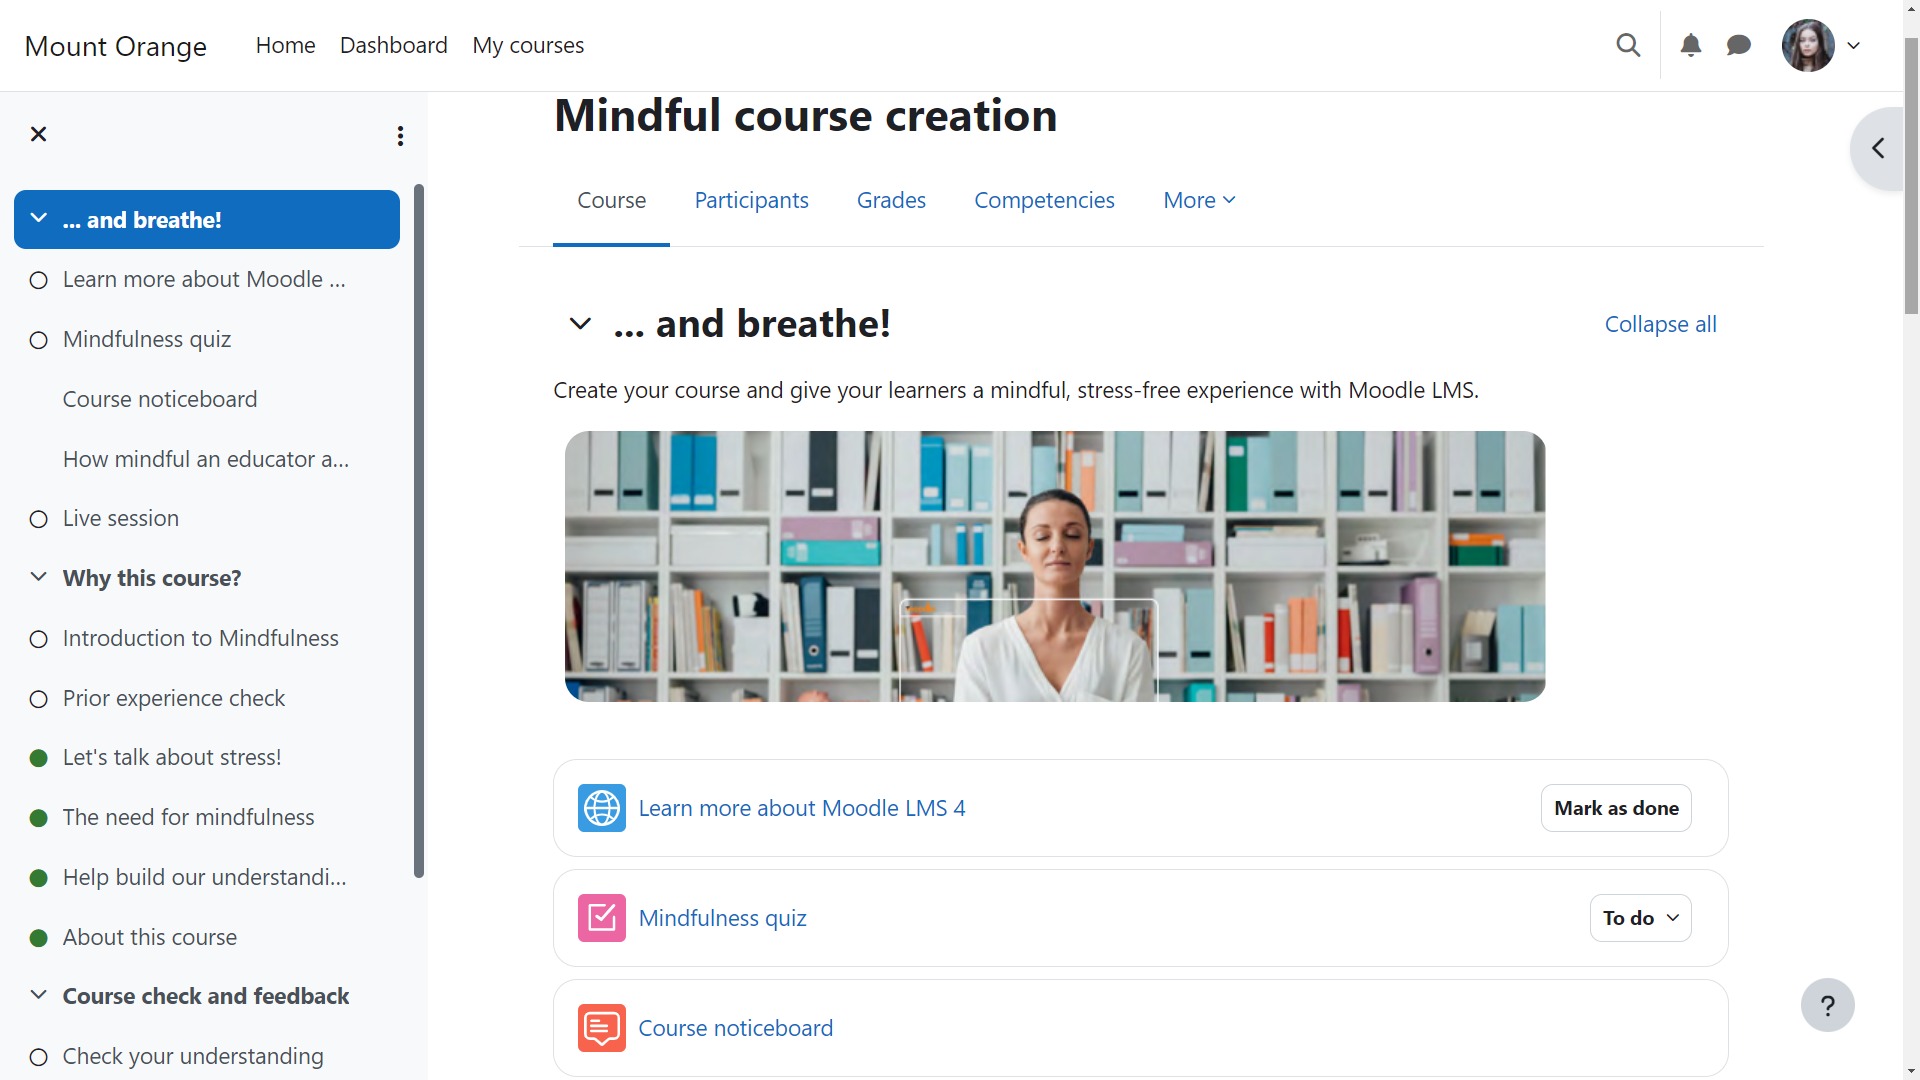 Mount Orange
Home
Dashboard
My courses
... and breathe!
Learn more about Moodle ...
Mindfulness quiz
Course noticeboard
How mindful an educator a...
Live session
Why this course?
Introduction to Mindfulness
Prior experience check
Let's talk about stress!
The need for mindfulness
Help build our understandi...
About this course
Course check and feedback
Check your understanding
Mindful course creation
Course
Participants
Grades
Competencies
More
... and breathe!
Collapse all
Create your course and give your learners a mindful, stress-free experience with Moodle LMS.
Learn more about Moodle LMS 4
Mark as done
Mindfulness quiz
To do
Course noticeboard
?